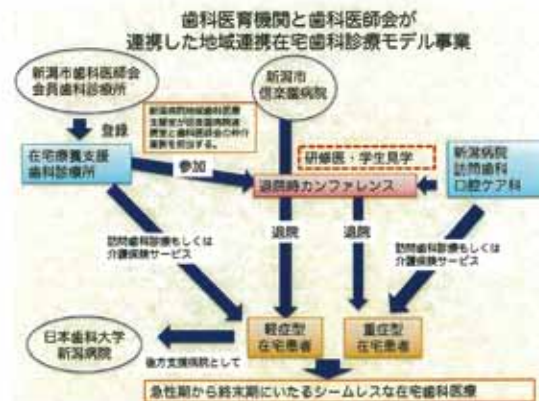 歯科医育機関と歯科医師会が
連携した地域連携在宅歯科診療モデル事業
新潟市歯科医師会
会員歯科診療所
新潟市
信楽園病院
登録
在宅療養支援
歯科診療所
参加
研修医・学生見学
退院時カンファレンス
新潟病院
訪問歯科
口腔ケア科
訪問歯科診療もしくは
介護保険サービス
退院
退院
訪問歯科診療もしくは
介護保険サービス
日本歯科大学
新潟病院
後方支援病院として
軽症型
在宅患者
重症型
在宅患者
急性期から終末期にいたるシームレスな在宅歯科医療